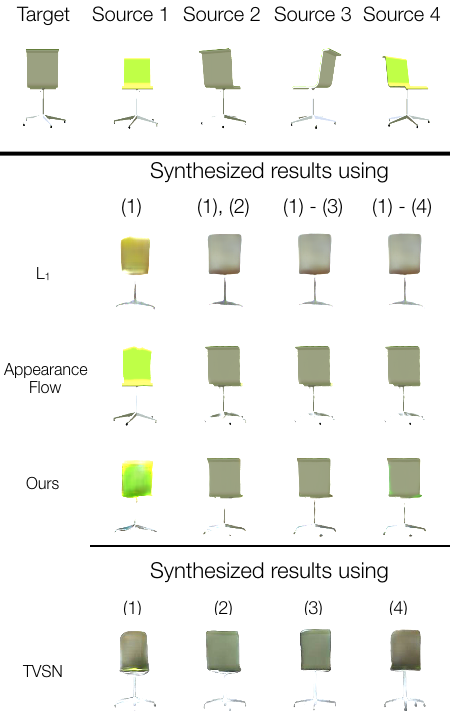 Target Source 1 Source 2 Source 3 Source 4
Synthesized results using
(1) (1), (2) (1) - (3) (1) - (4)
L₁
Appearance
Flow
Ours
Synthesized results using
(1) (2) (3) (4)
TVSN